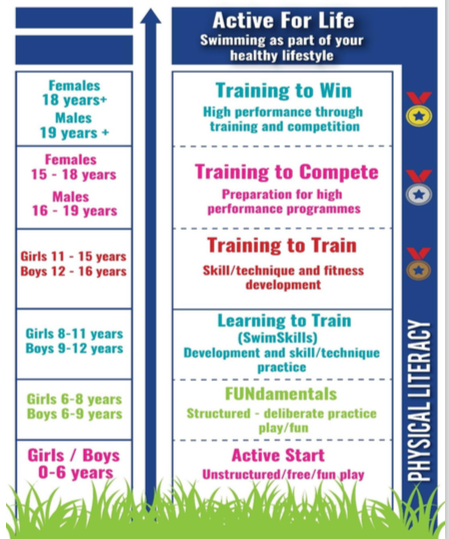 Active For Life
Swimming as part of your
healthy lifestyle
Females
18 years+
Males
19 years +
Training to Win
High performance through
training and competition
Females
15 - 18 years
Males
16 - 19 years
Training to Compete
Preparation for high
performance programmes
Girls 11 - 15 years
Boys 12 - 16 years
Training to Train
Skill/technique and fitness
development
Girls 8-11 years
Boys 9-12 years
Learning to Train
(SwimSkills)
Development and skill/technique
practice
Girls 6-8 years
Boys 6-9 years
FUNdamentals
Structured - deliberate practice
play/fun
Girls / Boys
0-6 years
Active Start
Unstructured/free/fun play
PHYSICAL LITERACY